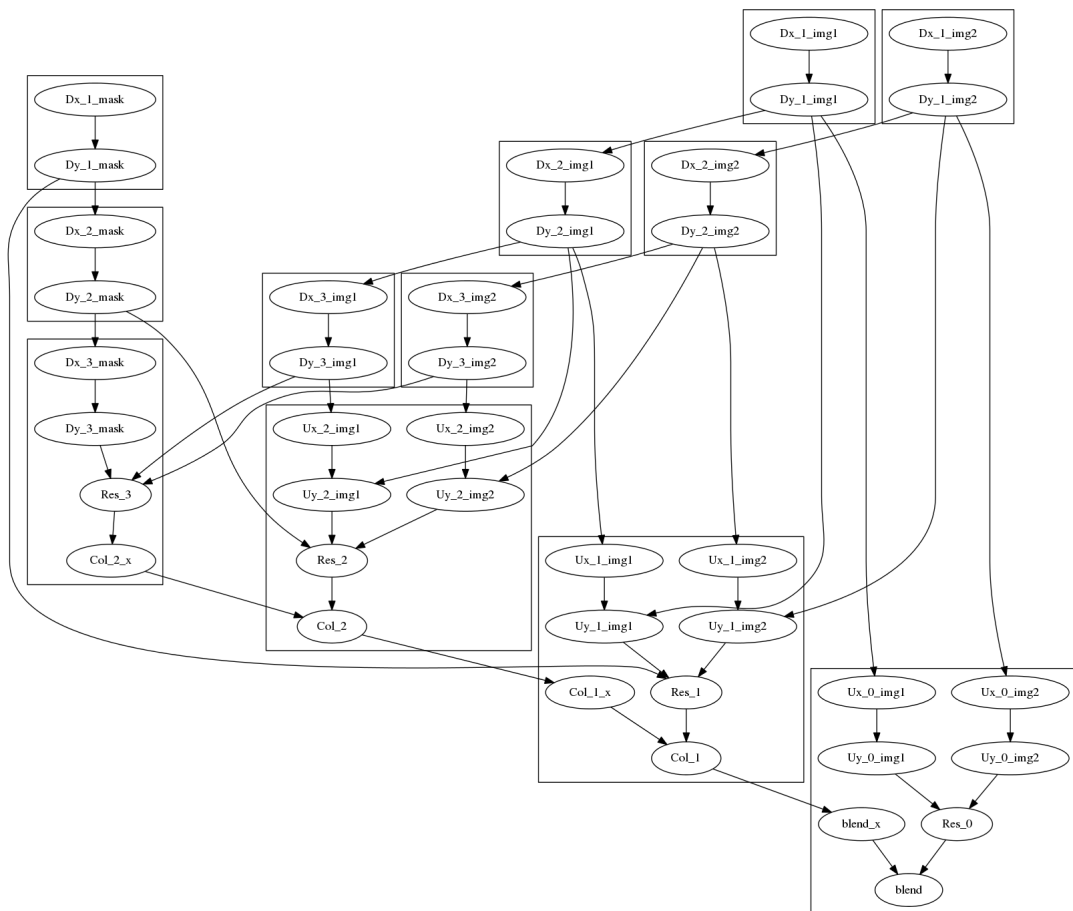 Dx_1_img1
Dx_1_img2
Dx_1_mask
Dy_1_img1
Dy_1_img2
Dy_1_mask
Dx_2_img1
Dx_2_img2
Dx_2_mask
Dy_2_img1
Dy_2_img2
Dy_2_mask
Dx_3_img1
Dx_3_img2
Dx_3_mask
Dy_3_img1
Dy_3_img2
Dy_3_mask
Ux_2_img1
Ux_2_img2
Res_3
Uy_2_img1
Uy_2_img2
Col_2_x
Res_2
Ux_1_img1
Ux_1_img2
Col_2
Uy_1_img1
Uy_1_img2
Col_1_x
Res_1
Ux_0_img1
Ux_0_img2
Col_1
Uy_0_img1
Uy_0_img2
blend_x
Res_0
blend